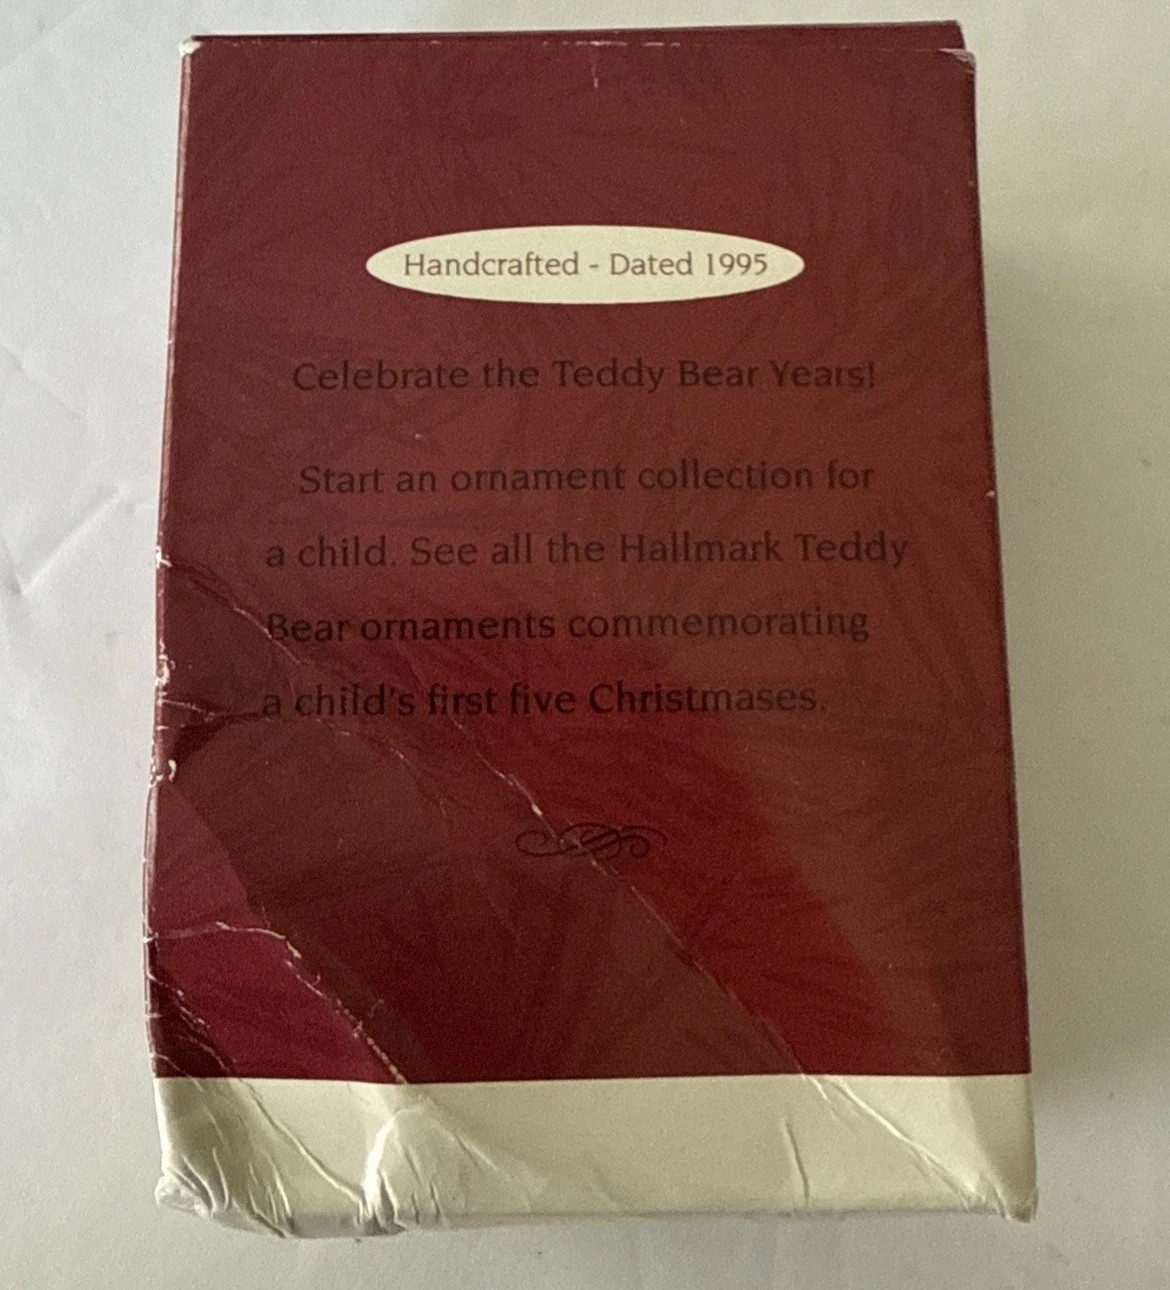 Handcrafted - Dated 1995
Celebrate the Teddy Bear Years!
Start an ornament collection for
a child. See all the Hallmark Teddy
Bear ornaments commemorating
a child's first five Christmases.